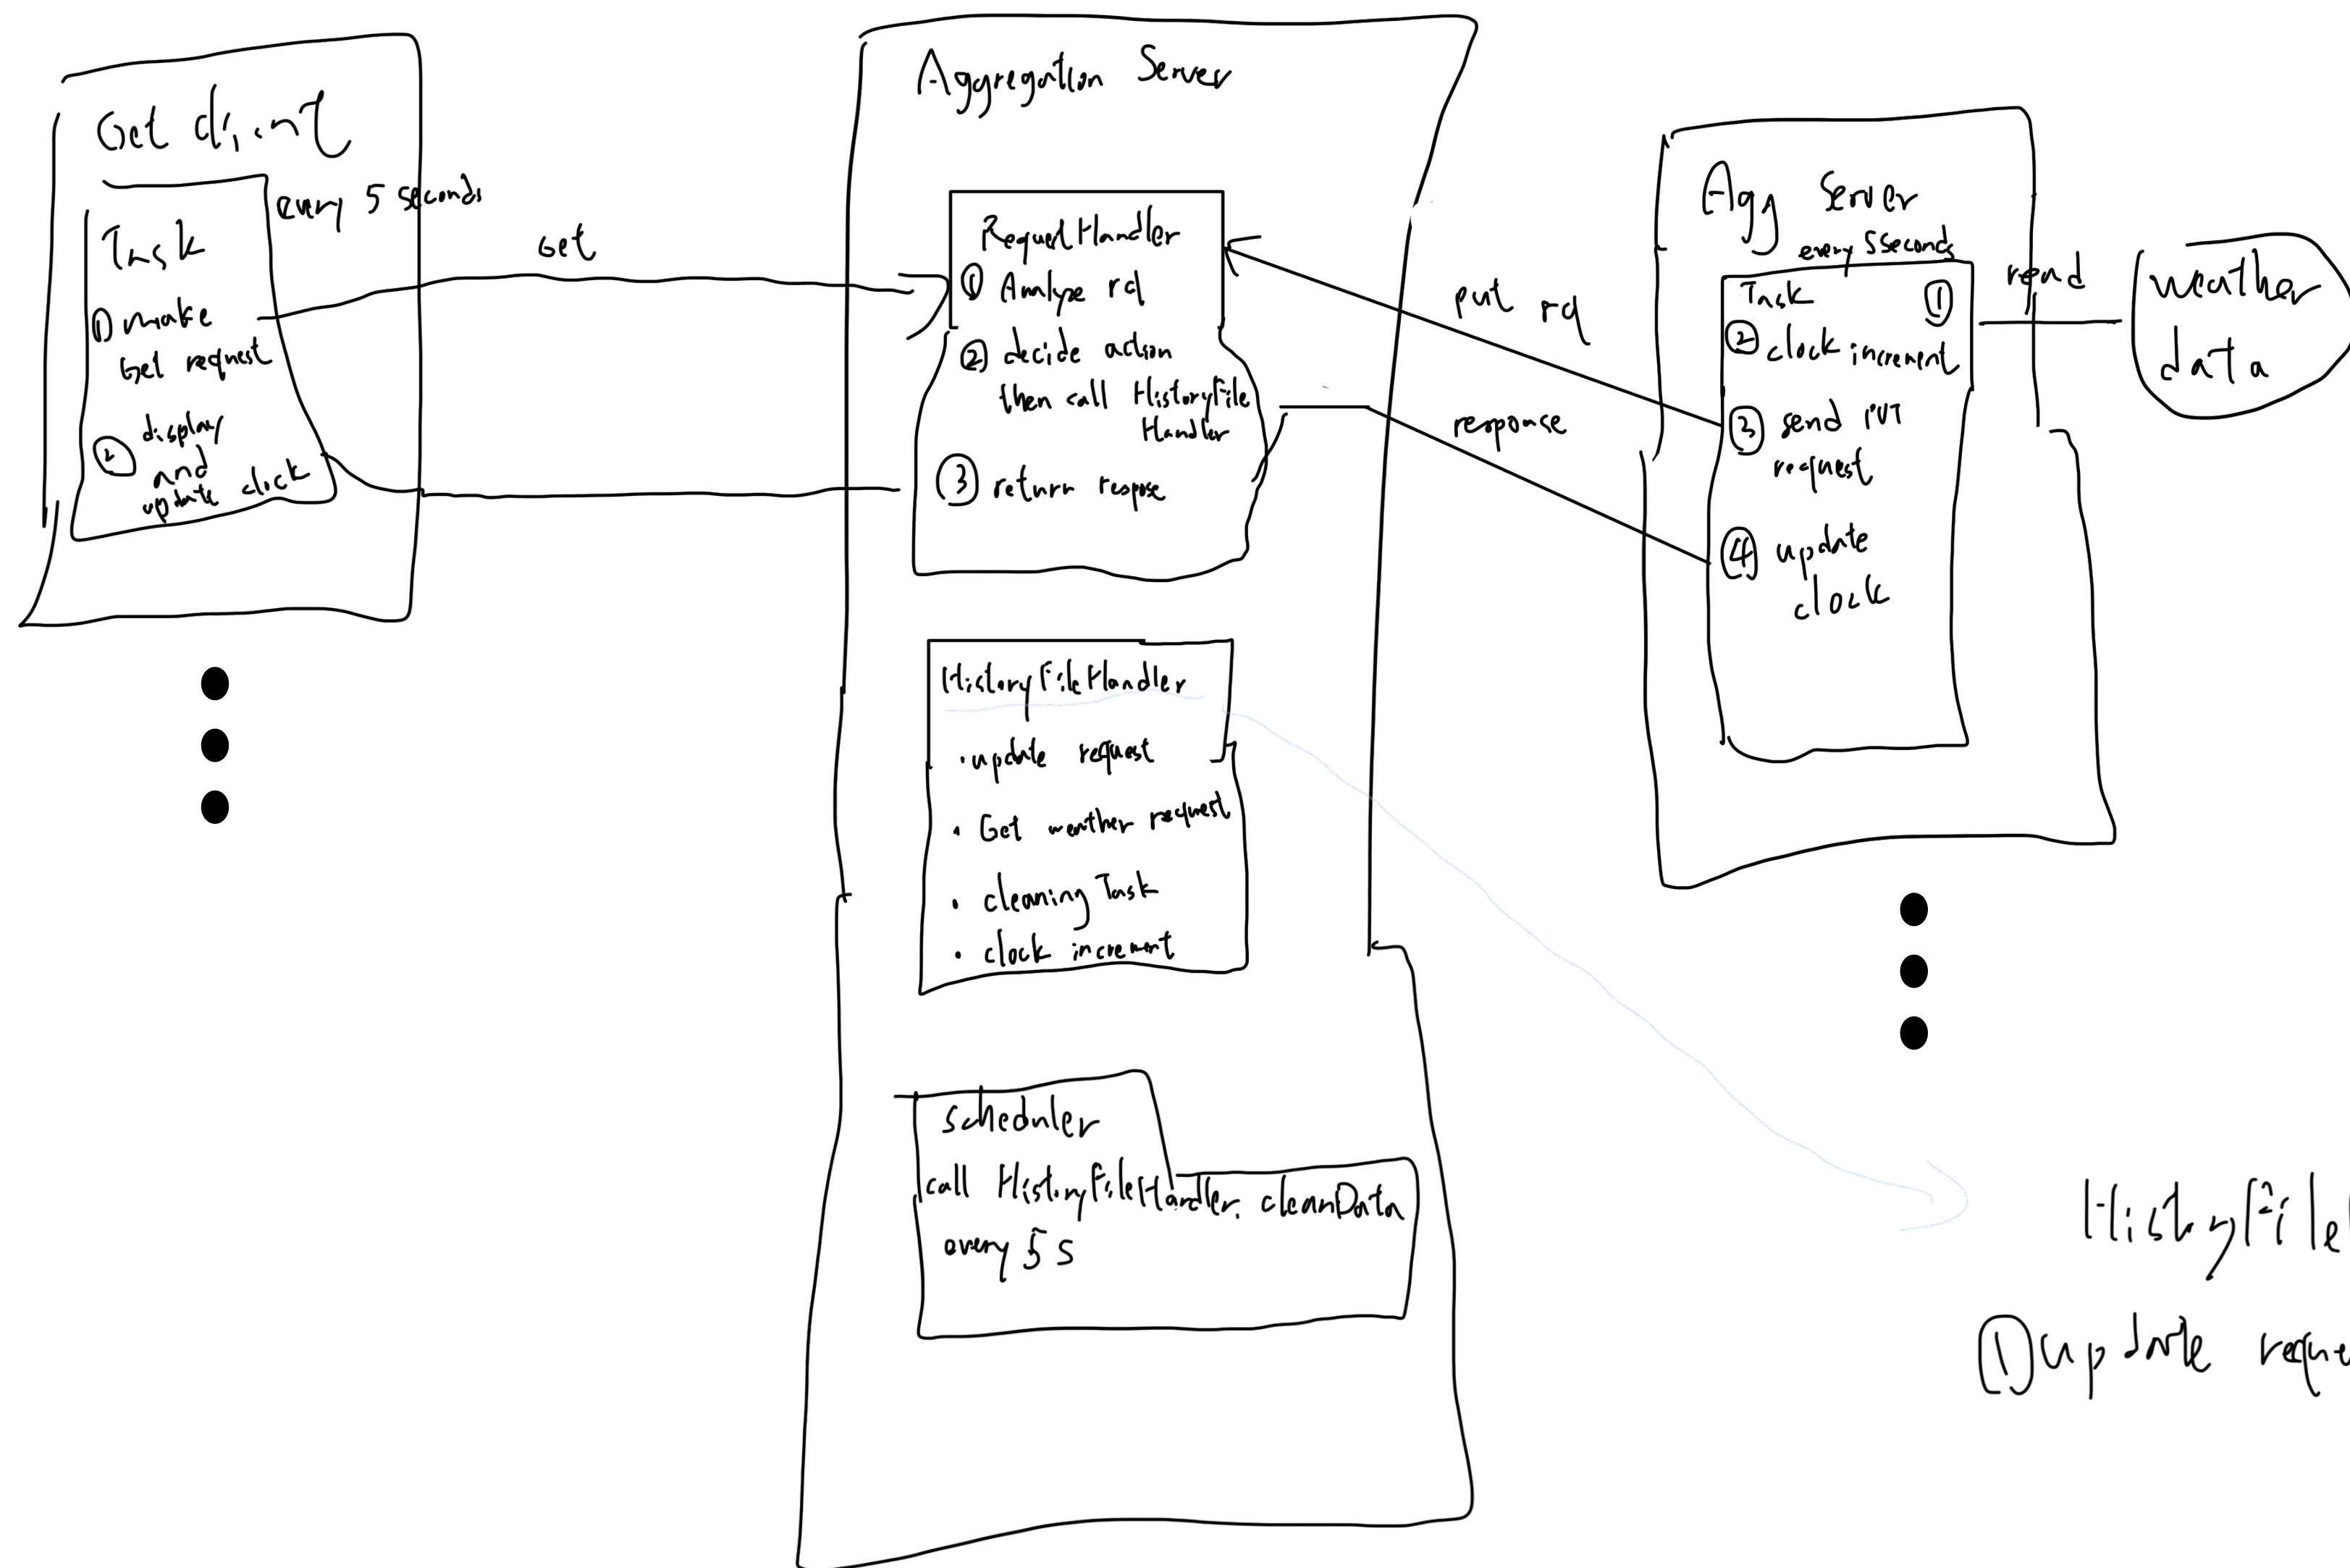 Get client
every 5 seconds
Task
① make
Get request
② display
and
update clock
Get
Aggregation Server
RequestHandler
① Analyze rq
② decide action
then call HistoryFile
Handler
③ return respose
HistoryFileHandler
• update request
• Get weather request
• cleaning Task
• clock increment
scheduler
call HistoryFileHandler. cleanData
every 5 s
put rq
response
Agg Server
every 5 seconds
Task ①
② clock increment
③ send PUT
request
④ update
clock
read
weather
data
HistoryFile
① update reque